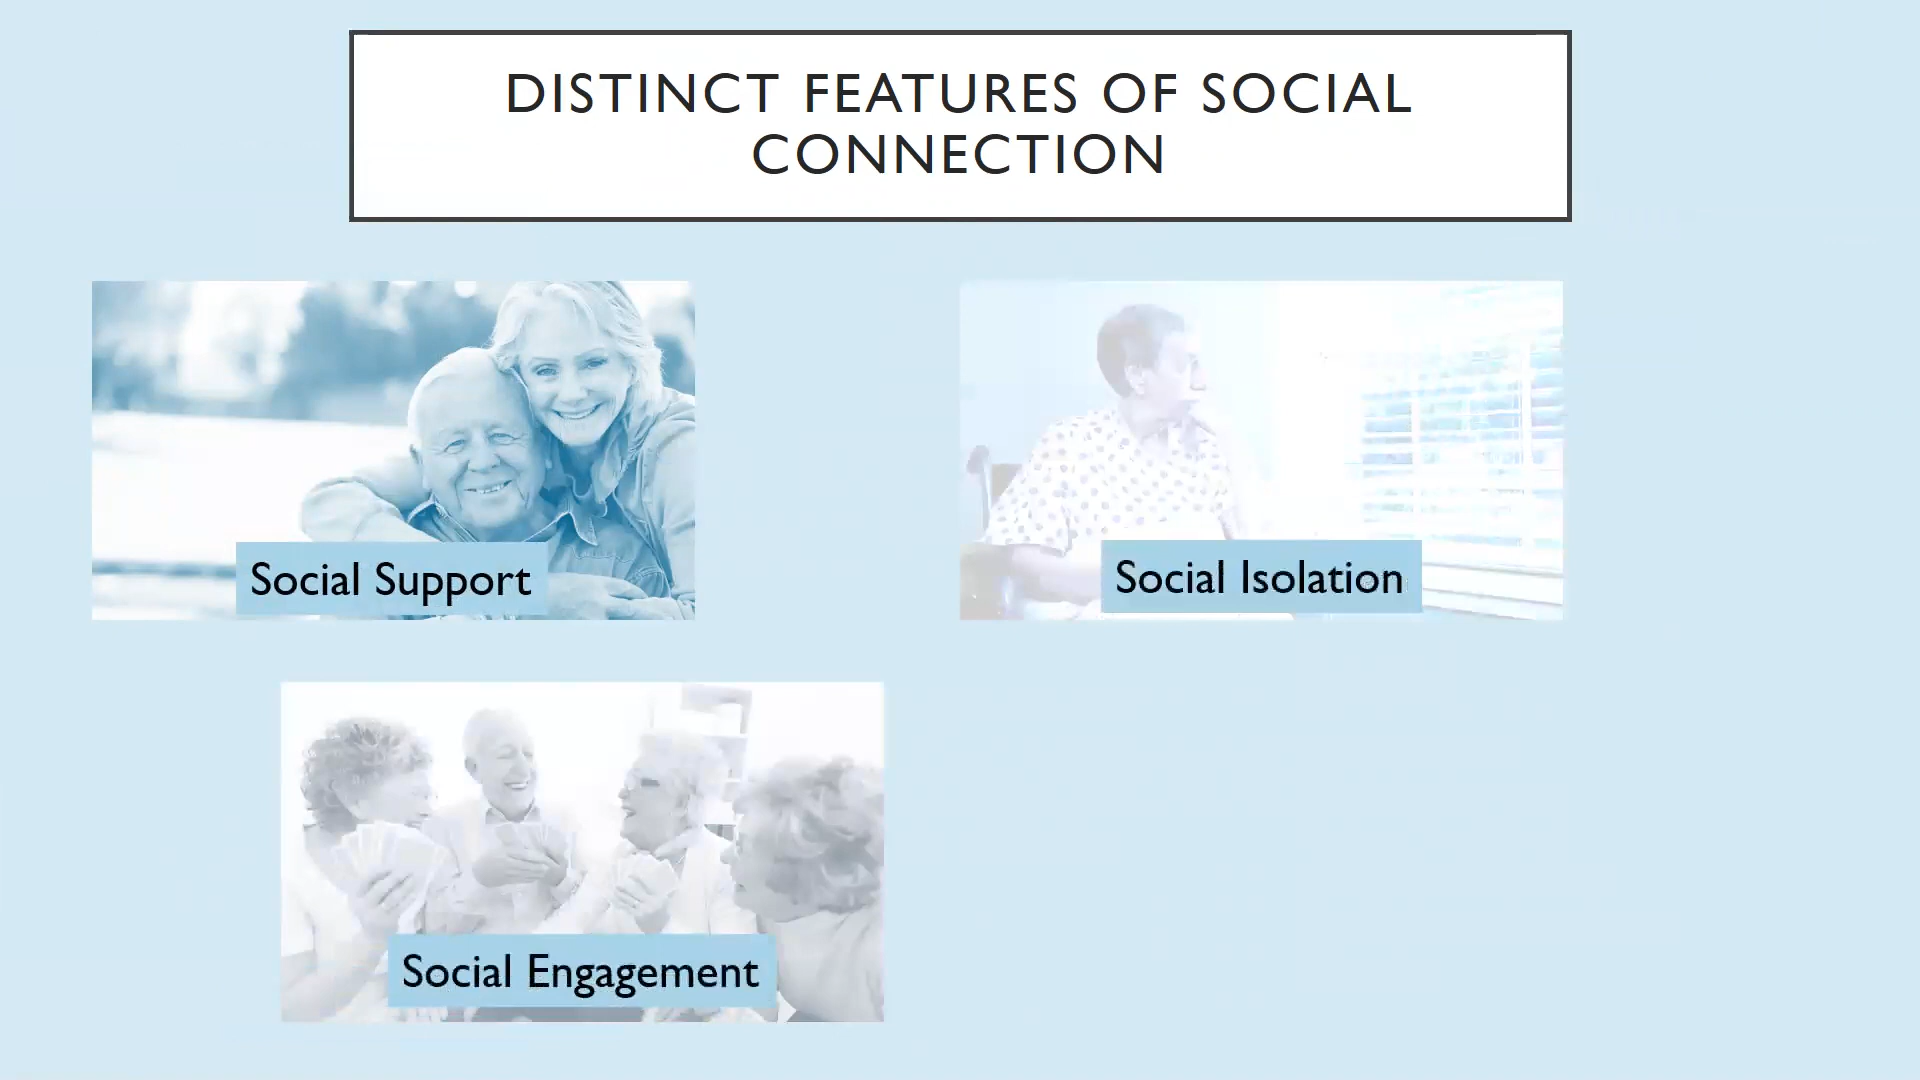 DISTINCT FEATURES OF SOCIAL
CONNECTION
Social Support
Social Isolation
Social Engagement